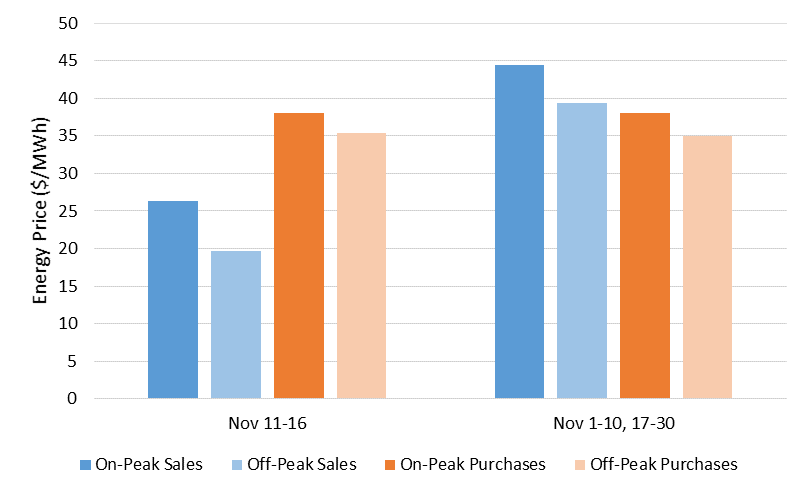 50
45
40
35
30
25
20
15
10
5
0
Energy Price ($/MWh)
Nov 11-16
Nov 1-10, 17-30
On-Peak Sales
Off-Peak Sales
On-Peak Purchases
Off-Peak Purchases